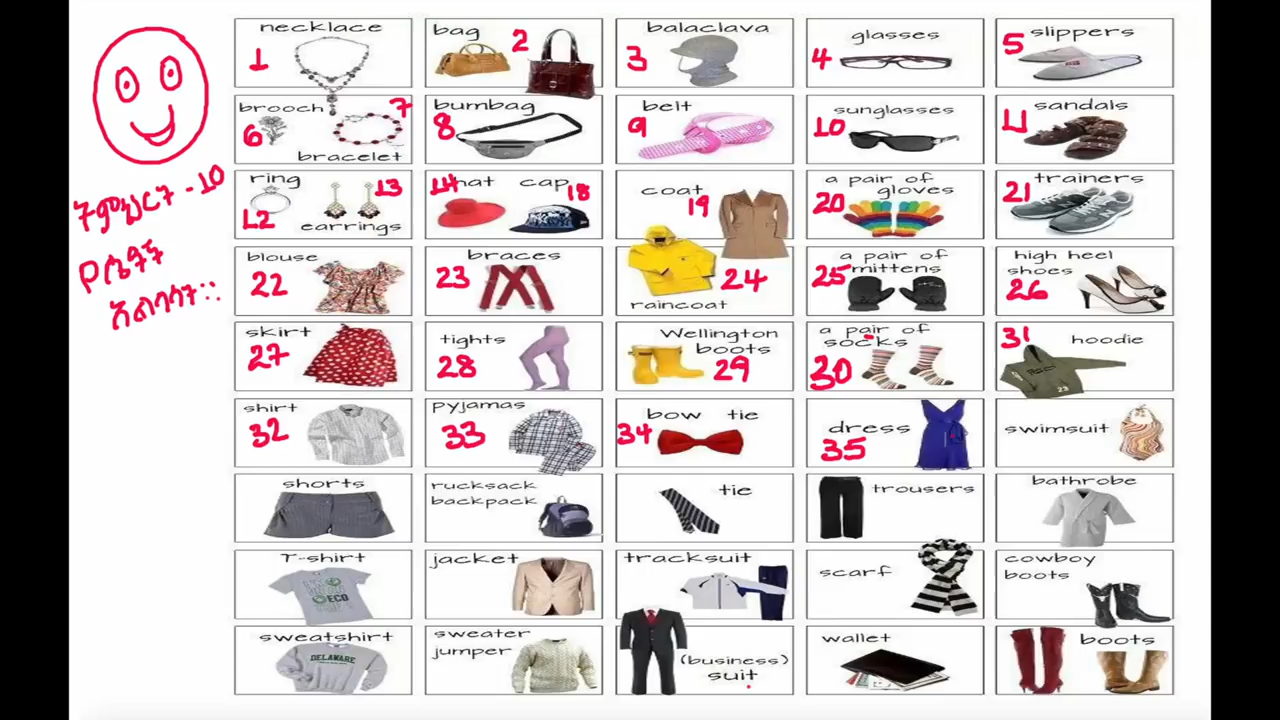 ትምህርት - 10
የሴቶች
አልባሳት::
necklace
1
bag
2
balaclava
3
glasses
4
slippers
5
brooch
6
7
bracelet
bumbag
8
belt
9
sunglasses
10
sandals
11
ring
12
13
earrings
14
hat cap
18
coat
19
a pair of
gloves
20
trainers
21
blouse
22
braces
23
24
raincoat
a pair of
mittens
25
high heel
shoes
26
skirt
27
tights
28
Wellington
boots
29
a pair of
socks
30
31
hoodie
23
shirt
32
pyjamas
33
bow tie
34
dress
35
swimsuit
shorts
rucksack
backpack
tie
trousers
bathrobe
T-shirt
ECO
jacket
tracksuit
scarf
cowboy
boots
sweatshirt
DELAWARE
sweater
jumper
(business)
suit
wallet
boots